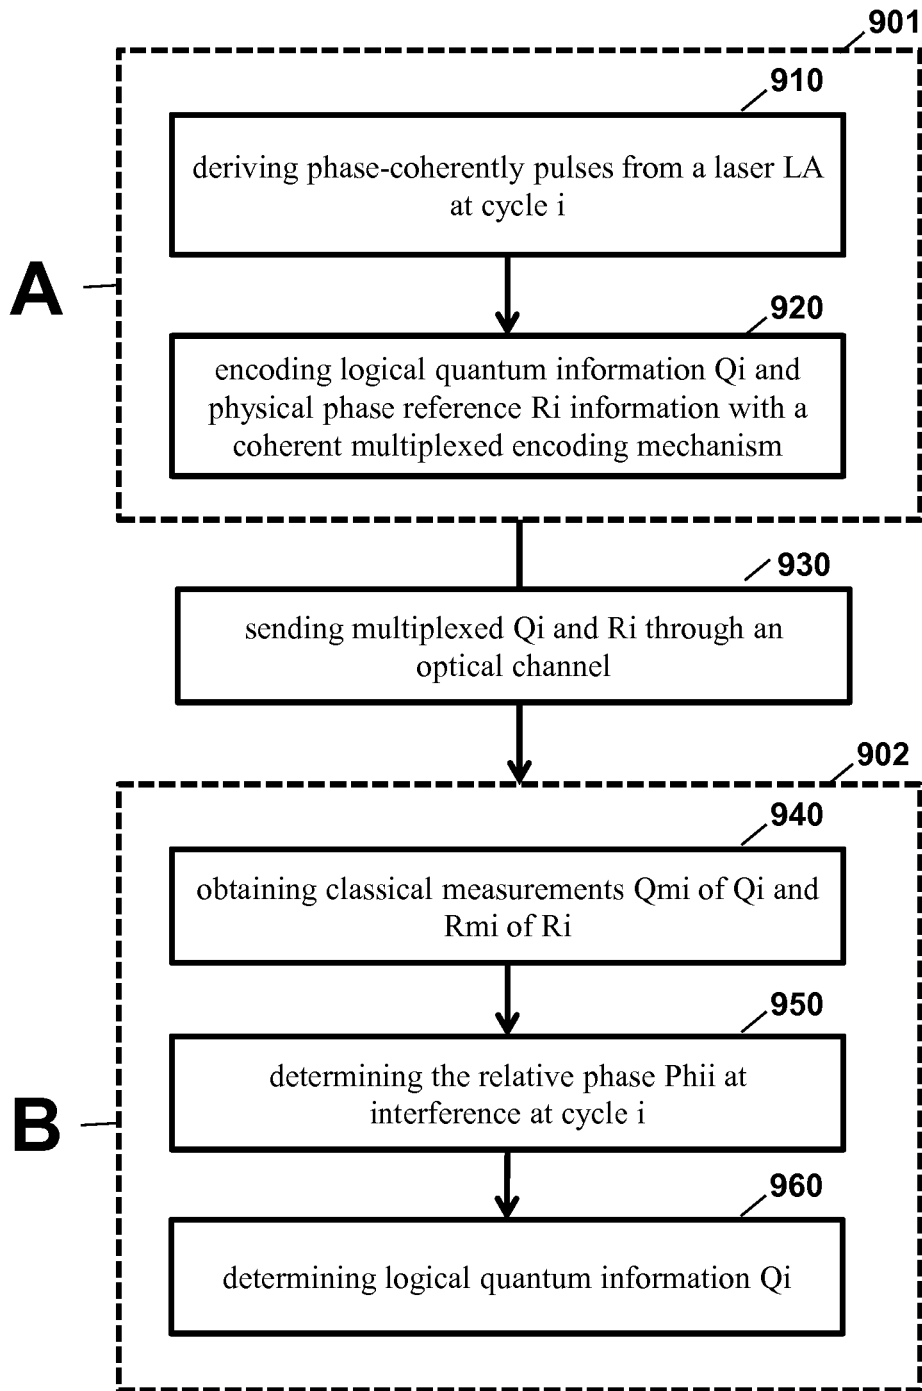 901
910
deriving phase-coherently pulses from a laser LA
at cycle i
A
920
encoding logical quantum information Qi and
physical phase reference Ri information with a
coherent multiplexed encoding mechanism
930
sending multiplexed Qi and Ri through an
optical channel
902
940
obtaining classical measurements Qmi of Qi and
Rmi of Ri
950
determining the relative phase Phii at
interference at cycle i
B
960
determining logical quantum information Qi